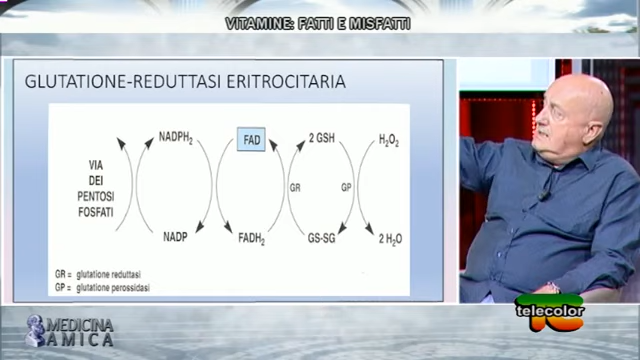 VITAMINE: FATTI E MISFATTI
GLUTATIONE-REDUTTASI ERITROCITARIA
NADPH₂
FAD
2 GSH
H₂O₂
VIA
DEI
PENTOSI
FOSFATI
GR
GP
NADP
FADH₂
GS-SG
2 H₂O
GR = glutatione reduttasi
GP = glutatione perossidasi
MEDICINA
AMICA
telecolor